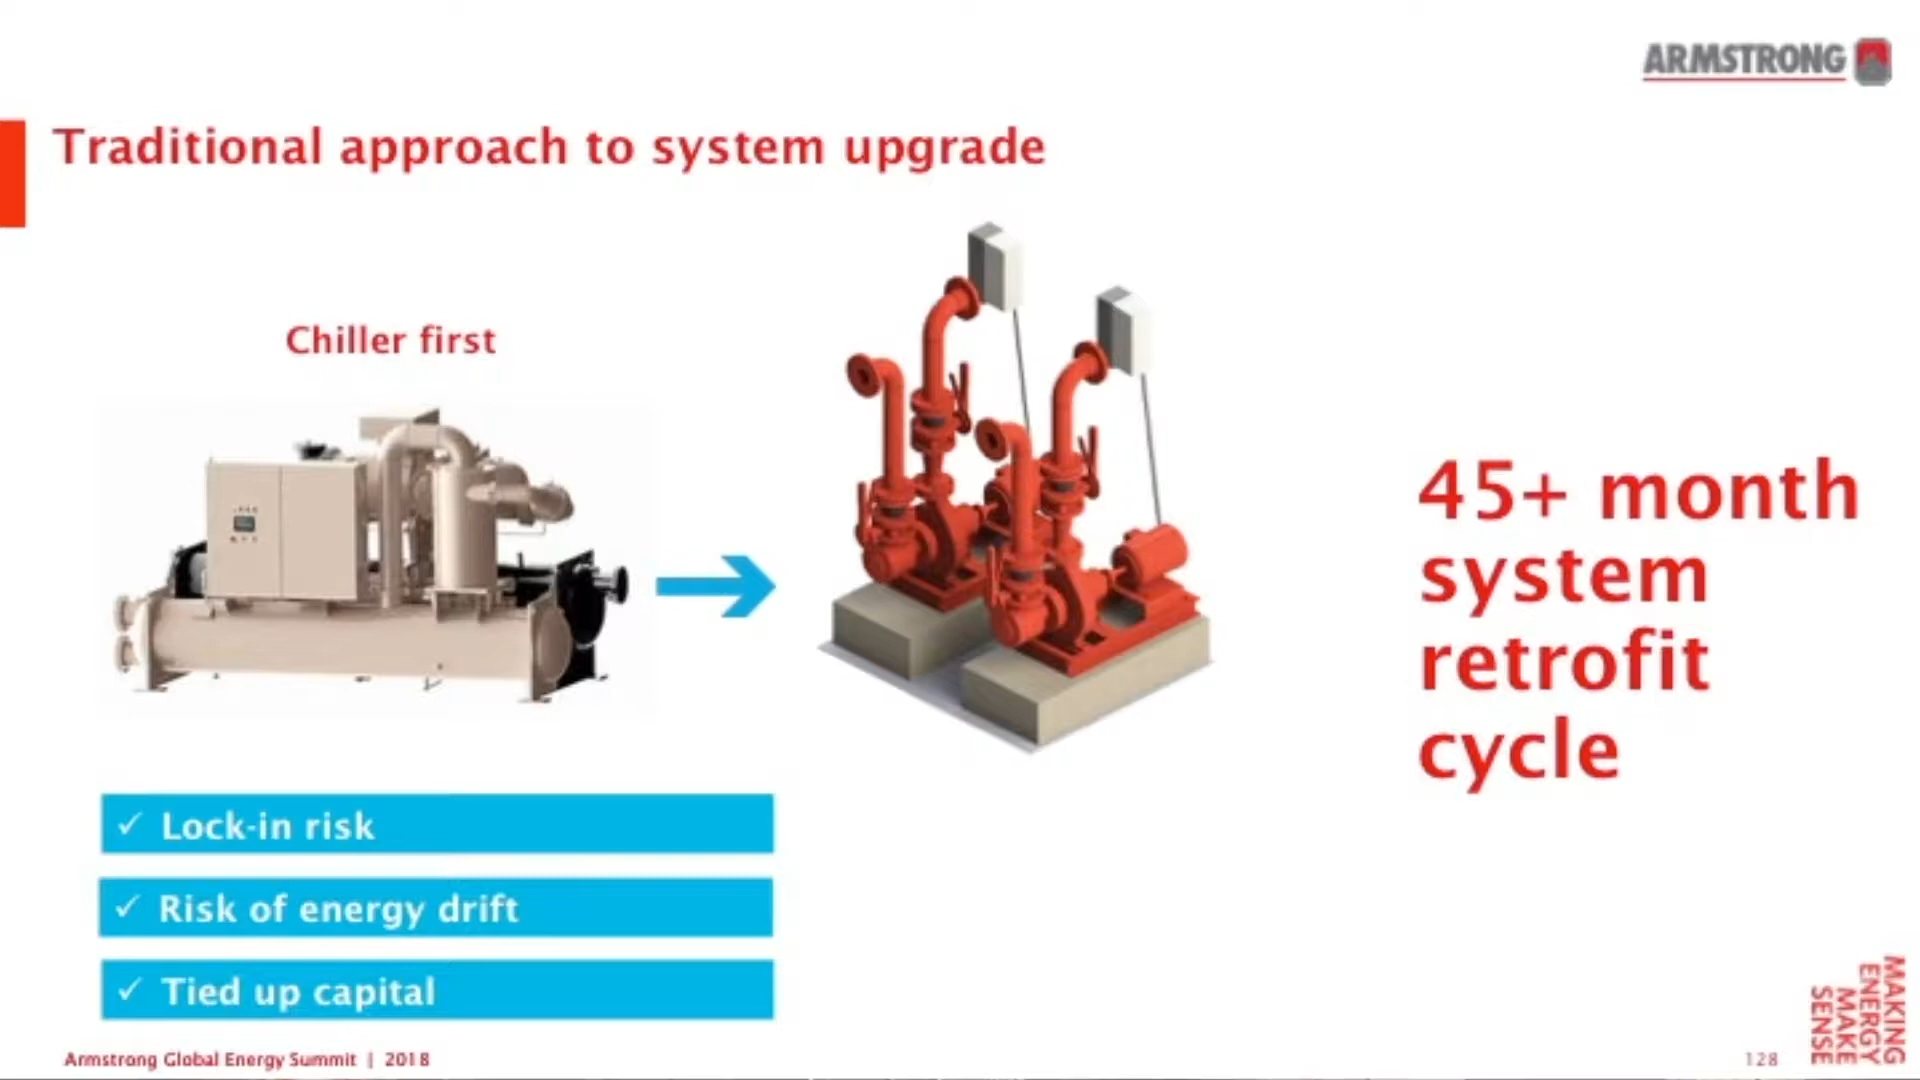 ARMSTRONG
Traditional approach to system upgrade
Chiller first
45+ month
system
retrofit
cycle
✓ Lock-in risk
✓ Risk of energy drift
✓ Tied up capital
Armstrong Global Energy Summit | 2018
128
MAKING
ENERGY
MAKE
SENSE